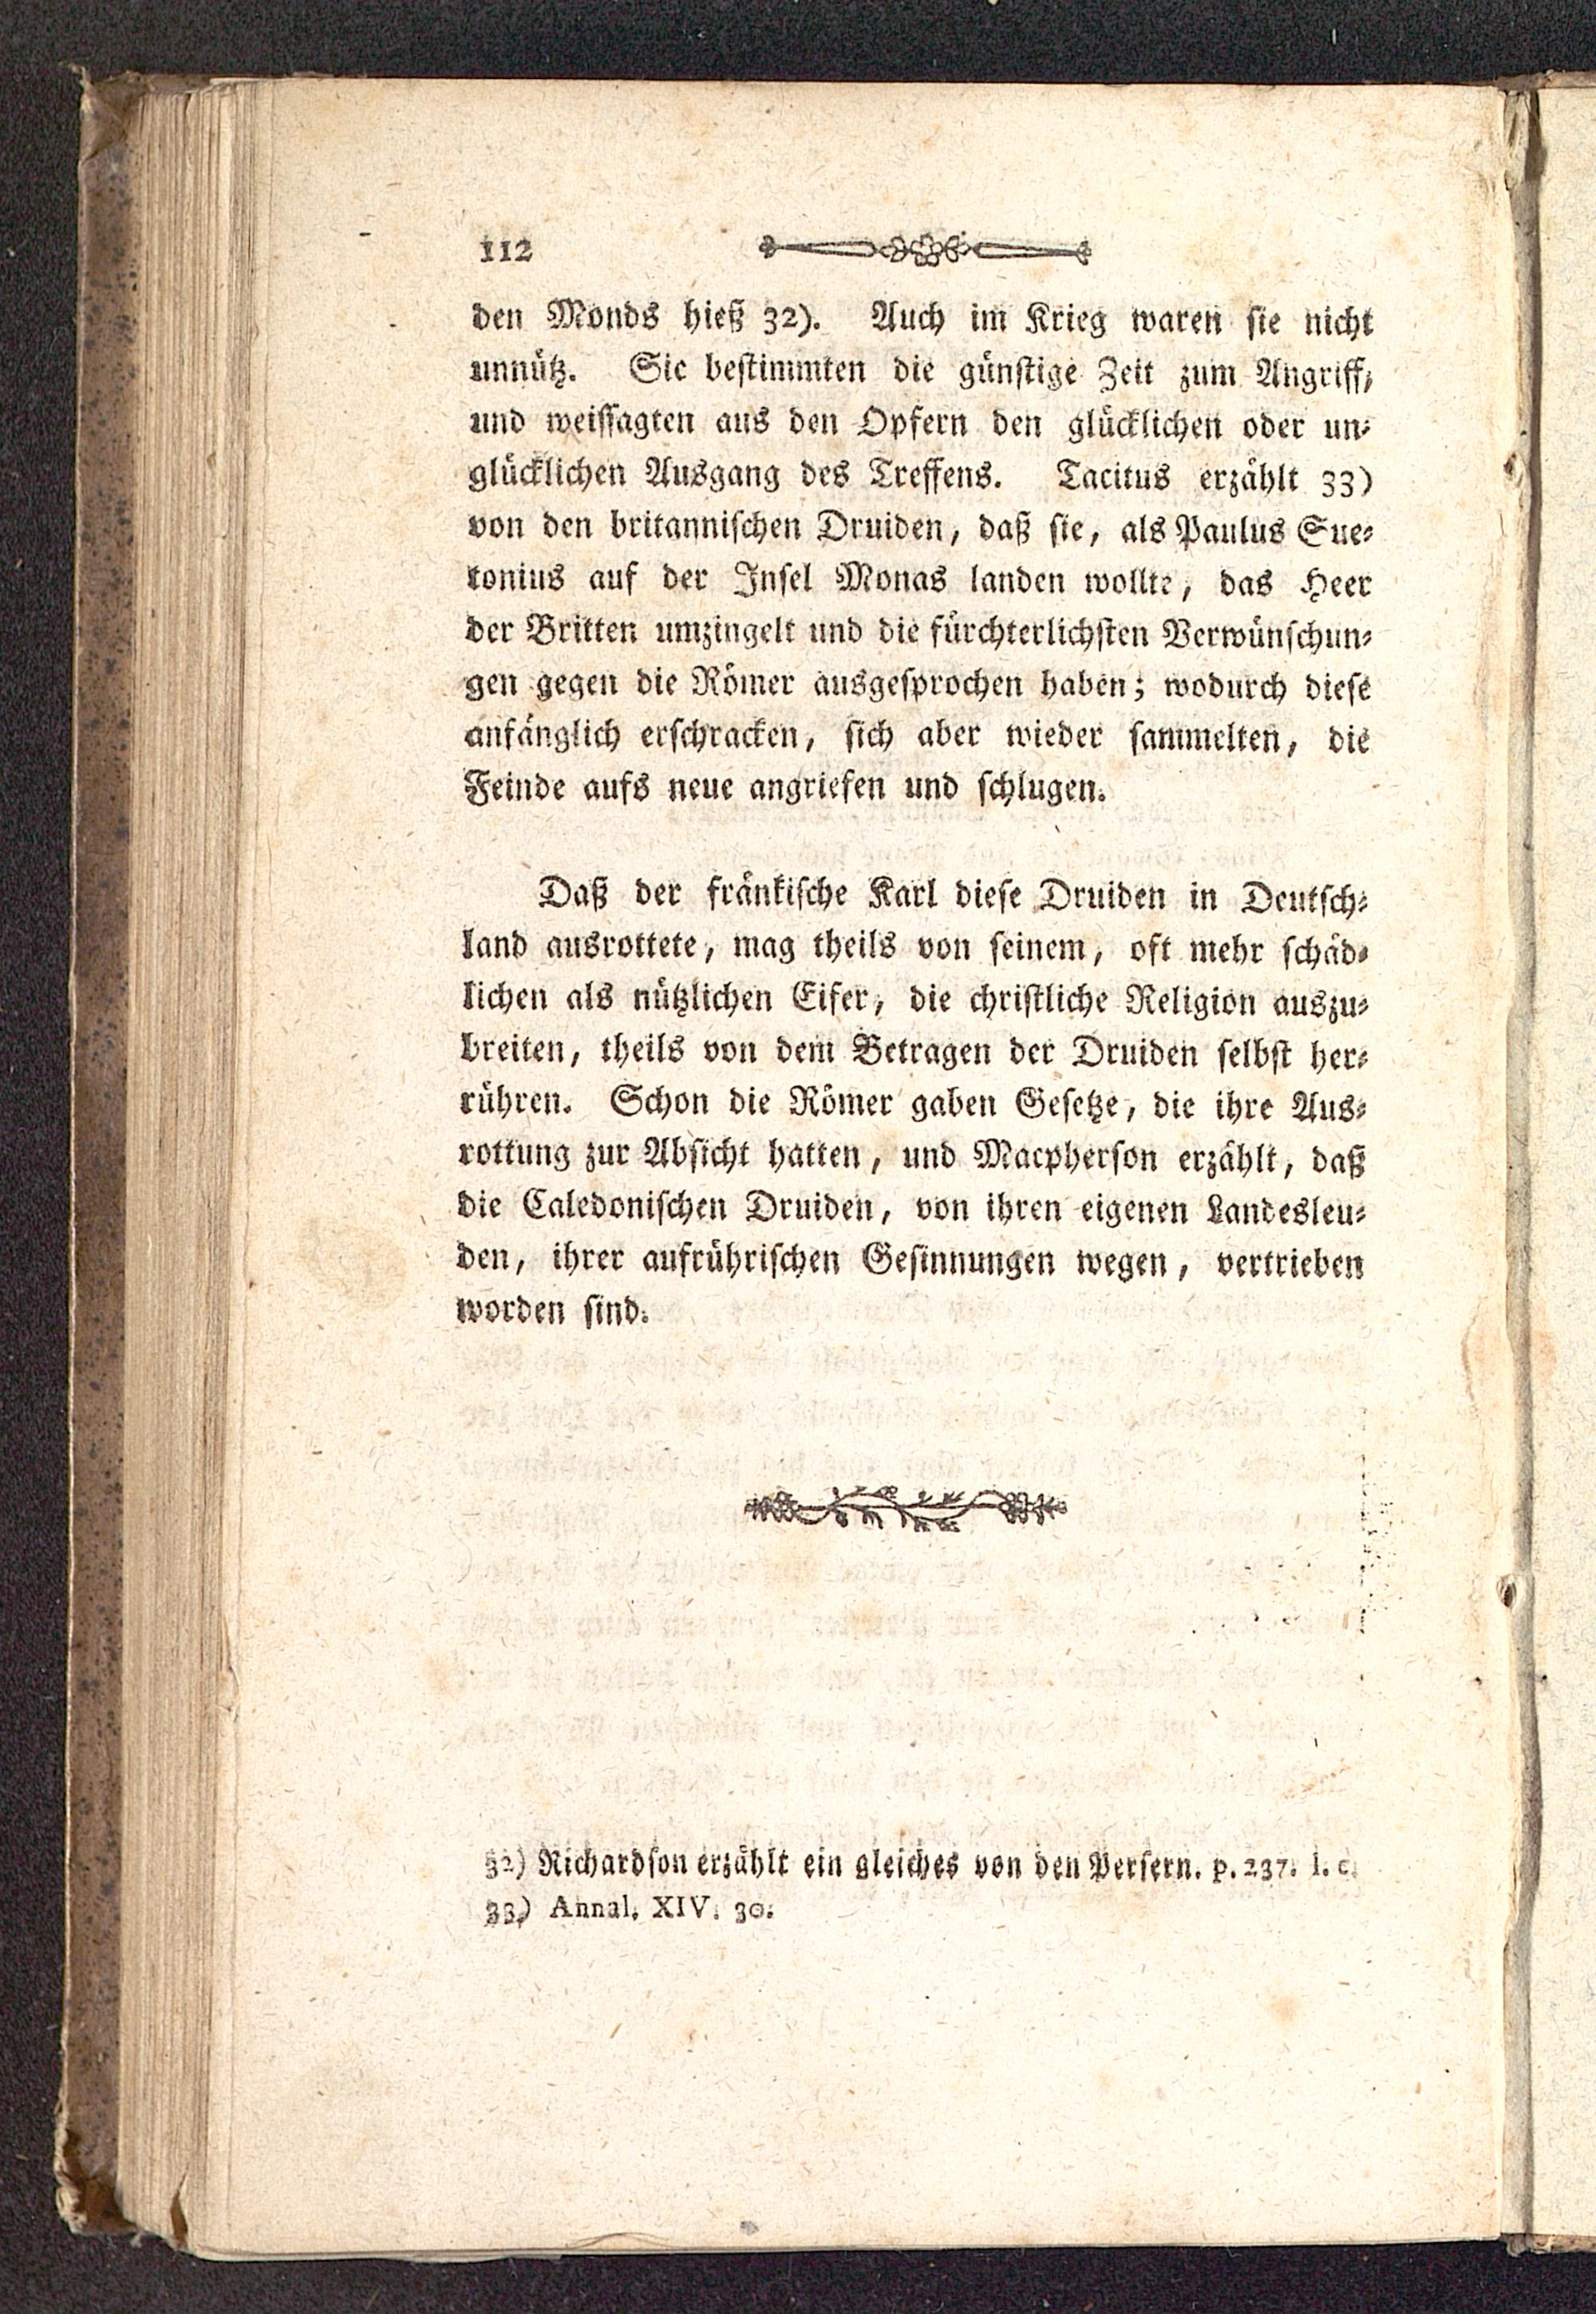 112
den Monds hieß 32). Auch im Krieg waren sie nicht
unnütz. Sie bestimmten die günstige Zeit zum Angriff,
und weissagten aus den Opfern den glücklichen oder un-
glücklichen Ausgang des Treffens. Tacitus erzählt 33)
von den britannischen Druiden, daß sie, als Paulus Sue-
tonius auf der Insel Monas landen wollte, das Heer
der Britten umzingelt und die fürchterlichsten Verwünschun-
gen gegen die Römer ausgesprochen haben; wodurch diese
anfänglich erschracken, sich aber wieder sammelten, die
Feinde aufs neue angriefen und schlugen.
Daß der fränkische Karl diese Druiden in Deutsch-
land ausrottete, mag theils von seinem, oft mehr schäd-
lichen als nützlichen Eifer, die christliche Religion auszu-
breiten, theils von dem Betragen der Druiden selbst her-
rühren. Schon die Römer gaben Gesetze, die ihre Aus-
rottung zur Absicht hatten, und Macpherson erzählt, daß
die Caledonischen Druiden, von ihren eigenen Landesleu-
den, ihrer aufrührischen Gesinnungen wegen, vertrieben
worden sind.
32) Richardson erzählt ein gleiches von den Persern. p. 237. l. c.
33) Annal. XIV. 30.